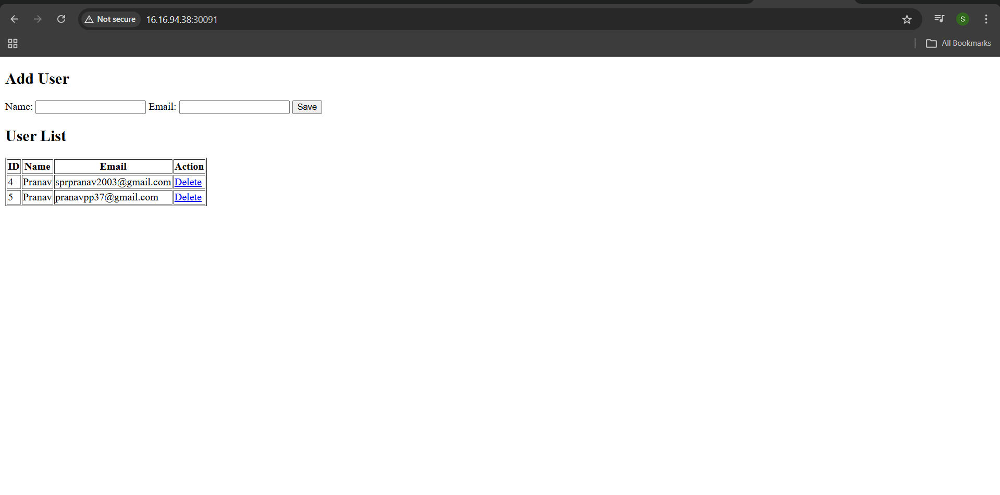 Not secure 16.16.94.38:30091
S
All Bookmarks
Add User
Name: Email: Save
User List
ID Name Email Action
4 Pranav sprpranav2003@gmail.com Delete
5 Pranav pranavpp37@gmail.com Delete